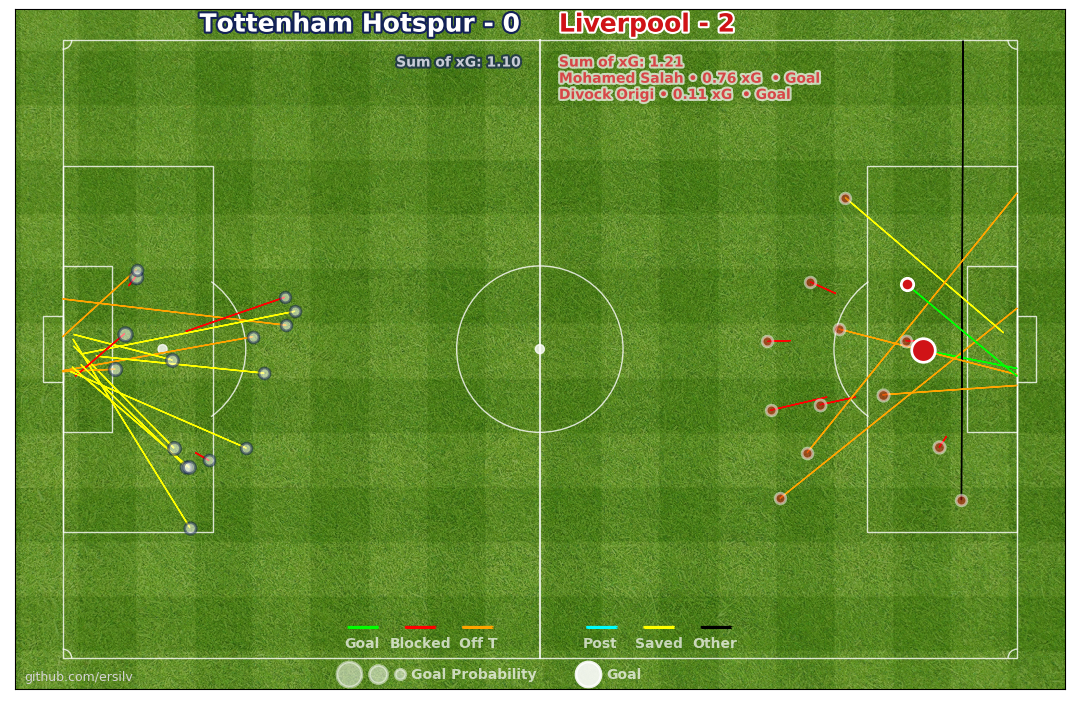 Tottenham Hotspur - 0
Liverpool - 2
Sum of xG: 1.10
Sum of xG: 1.21
Mohamed Salah • 0.76 xG • Goal
Divock Origi • 0.11 xG • Goal
Goal Blocked Off T
Post Saved Other
Goal Probability
Goal
github.com/ersilv